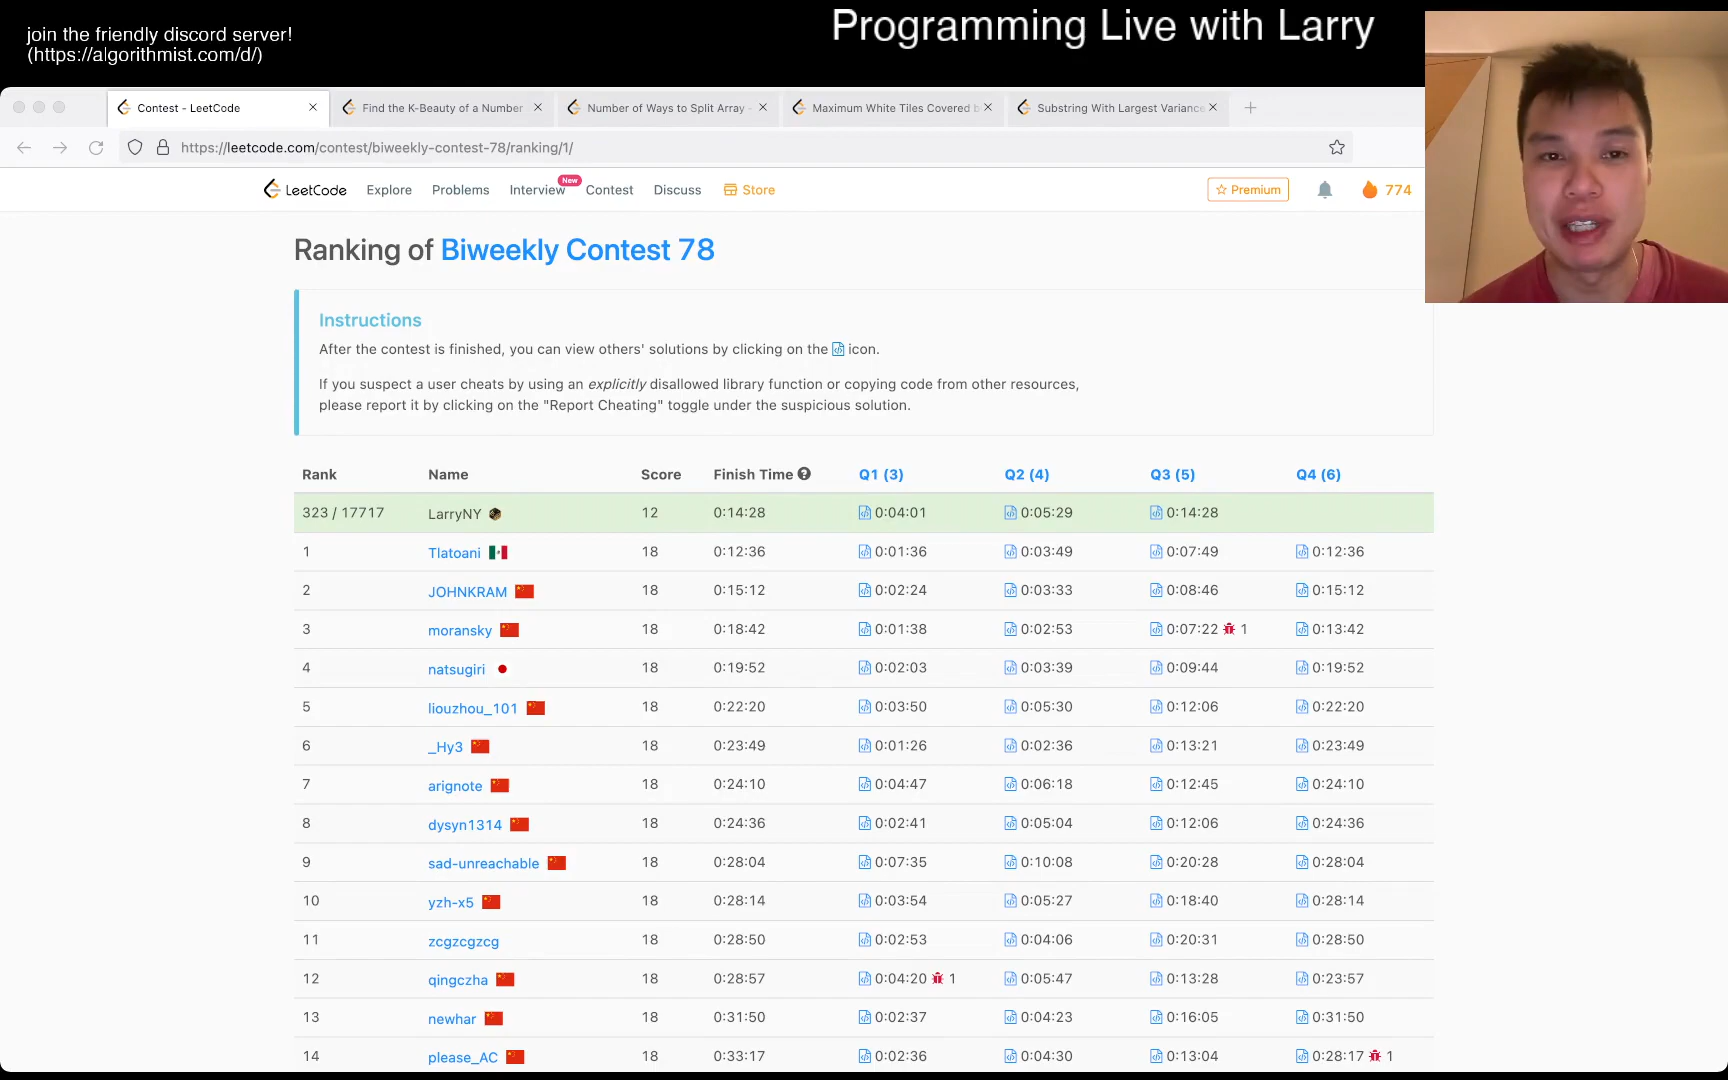 join the friendly discord server!
(https://algorithmist.com/d/)
Programming Live with Larry
Contest - LeetCode
Find the K-Beauty of a Number
Number of Ways to Split Array -
Maximum White Tiles Covered b
Substring With Largest Variance
https://leetcode.com/contest/biweekly-contest-78/ranking/1/
LeetCode Explore Problems Interview New Contest Discuss Store Premium 774
Ranking of Biweekly Contest 78
Instructions
After the contest is finished, you can view others' solutions by clicking on the icon.
If you suspect a user cheats by using an explicitly disallowed library function or copying code from other resources,
please report it by clicking on the "Report Cheating" toggle under the suspicious solution.
Rank Name Score Finish Time Q1 (3) Q2 (4) Q3 (5) Q4 (6)
323 / 17717 LarryNY 12 0:14:28 0:04:01 0:05:29 0:14:28
1 Tlatoani 18 0:12:36 0:01:36 0:03:49 0:07:49 0:12:36
2 JOHNKRAM 18 0:15:12 0:02:24 0:03:33 0:08:46 0:15:12
3 moransky 18 0:18:42 0:01:38 0:02:53 0:07:22 1 0:13:42
4 natsugiri 18 0:19:52 0:02:03 0:03:39 0:09:44 0:19:52
5 liouzhou_101 18 0:22:20 0:03:50 0:05:30 0:12:06 0:22:20
6 _Hy3 18 0:23:49 0:01:26 0:02:36 0:13:21 0:23:49
7 arignote 18 0:24:10 0:04:47 0:06:18 0:12:45 0:24:10
8 dysyn1314 18 0:24:36 0:02:41 0:05:04 0:12:06 0:24:36
9 sad-unreachable 18 0:28:04 0:07:35 0:10:08 0:20:28 0:28:04
10 yzh-x5 18 0:28:14 0:03:54 0:05:27 0:18:40 0:28:14
11 zcgzcgzcg 18 0:28:50 0:02:53 0:04:06 0:20:31 0:28:50
12 qingczha 18 0:28:57 0:04:20 1 0:05:47 0:13:28 0:23:57
13 newhar 18 0:31:50 0:02:37 0:04:23 0:16:05 0:31:50
14 please_AC 18 0:33:17 0:02:36 0:04:30 0:13:04 0:28:17 1